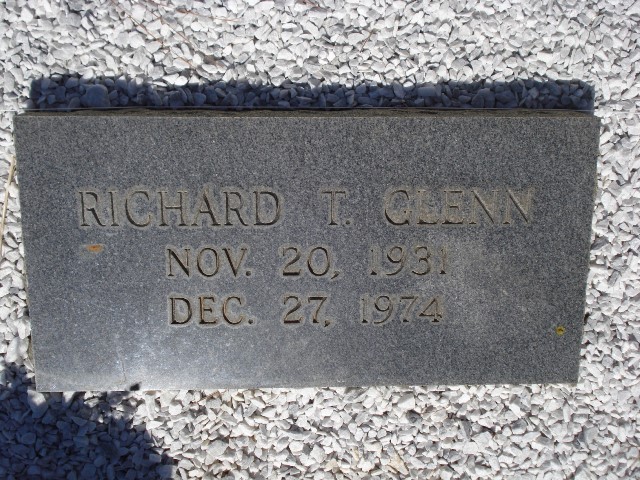 RICHARD T. GLENN
NOV. 20, 1931
DEC. 27, 1974